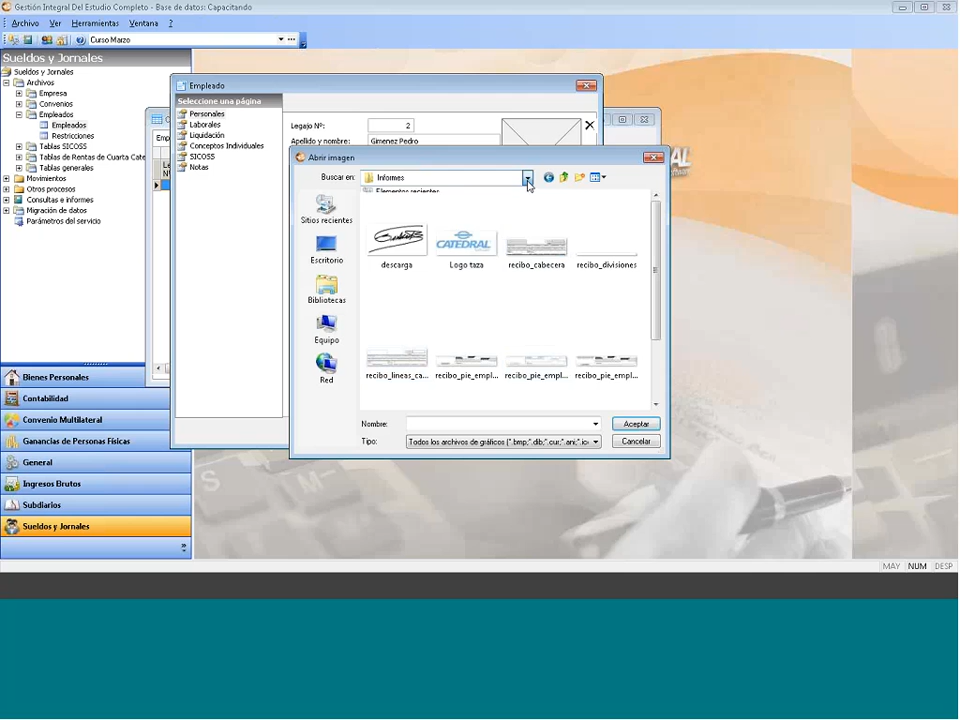 Gestión Integral Del Estudio Completo - Base de datos: Capacitando
Archivo Ver Herramientas Ventana ?
Curso Marzo
Sueldos y Jornales
Sueldos y Jornales
Archivos
Empresa
Convenios
Empleados
Empleados
Restricciones
Tablas SICOSS
Tablas de Rentas de Cuarta Cate
Tablas generales
Movimientos
Otros procesos
Consultas e informes
Migración de datos
Parámetros del servicio
Bienes Personales
Contabilidad
Convenio Multilateral
Ganancias de Personas Físicas
General
Ingresos Brutos
Subdiarios
Sueldos y Jornales
Empleado
Seleccione una página
Personales
Laborales
Liquidación
Conceptos Individuales
SICOSS
Notas
Legajo Nº: 2
Apellido y nombre: Gimenez Pedro
Abrir imagen
Buscar en: Informes
Elementos recientes
Sitios recientes
Escritorio
Bibliotecas
Equipo
Red
CATEDRAL
descarga Logo taza recibo_cabecera recibo_divisiones
recibo_lineas_ca... recibo_pie_empl... recibo_pie_empl... recibo_pie_empl...
Nombre:
Aceptar
Tipo: Todos los archivos de gráficos (*.bmp;*.dib;*.cur;*.ani;*.ic
Cancelar
MAY NUM DESP